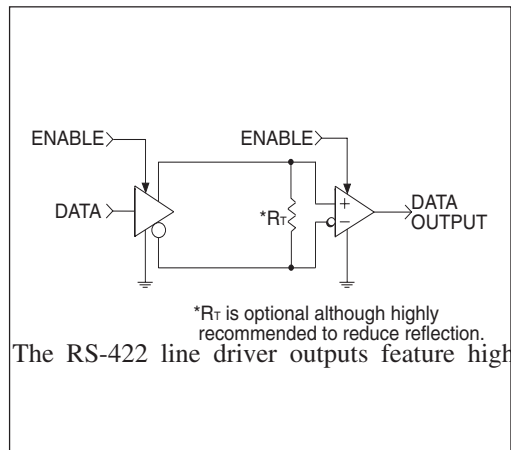 ENABLE
ENABLE
DATA
*RT
+
−
DATA
OUTPUT
*RT is optional although highly
recommended to reduce reflection.
The RS-422 line driver outputs feature high